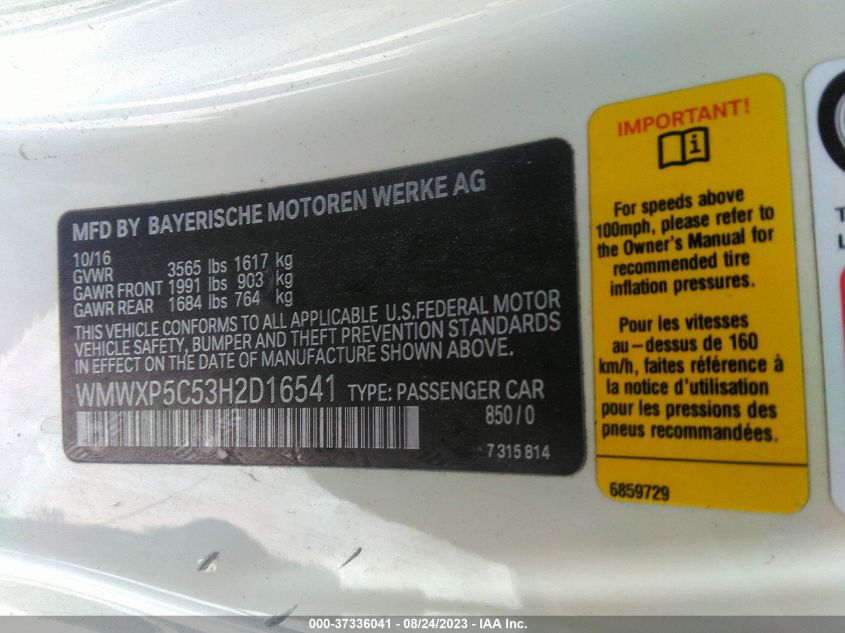 MFD BY BAYERISCHE MOTOREN WERKE AG
10/16
GVWR 3565 lbs 1617 kg
GAWR FRONT 1991 lbs 903 kg
GAWR REAR 1684 lbs 764 kg
THIS VEHICLE CONFORMS TO ALL APPLICABLE U.S.FEDERAL MOTOR
VEHICLE SAFETY, BUMPER AND THEFT PREVENTION STANDARDS
IN EFFECT ON THE DATE OF MANUFACTURE SHOWN ABOVE.
WMWXP5C53H2D16541 TYPE: PASSENGER CAR
850/0
7 315 814
IMPORTANT!
i
For speeds above
100mph, please refer to
the Owner's Manual for
recommended tire
inflation pressures.
Pour les vitesses
au-dessus de 160
km/h, faites référence à
la notice d'utilisation
pour les pressions des
pneus recommandées.
6859729
000-37336041 - 08/24/2023 - IAA Inc.